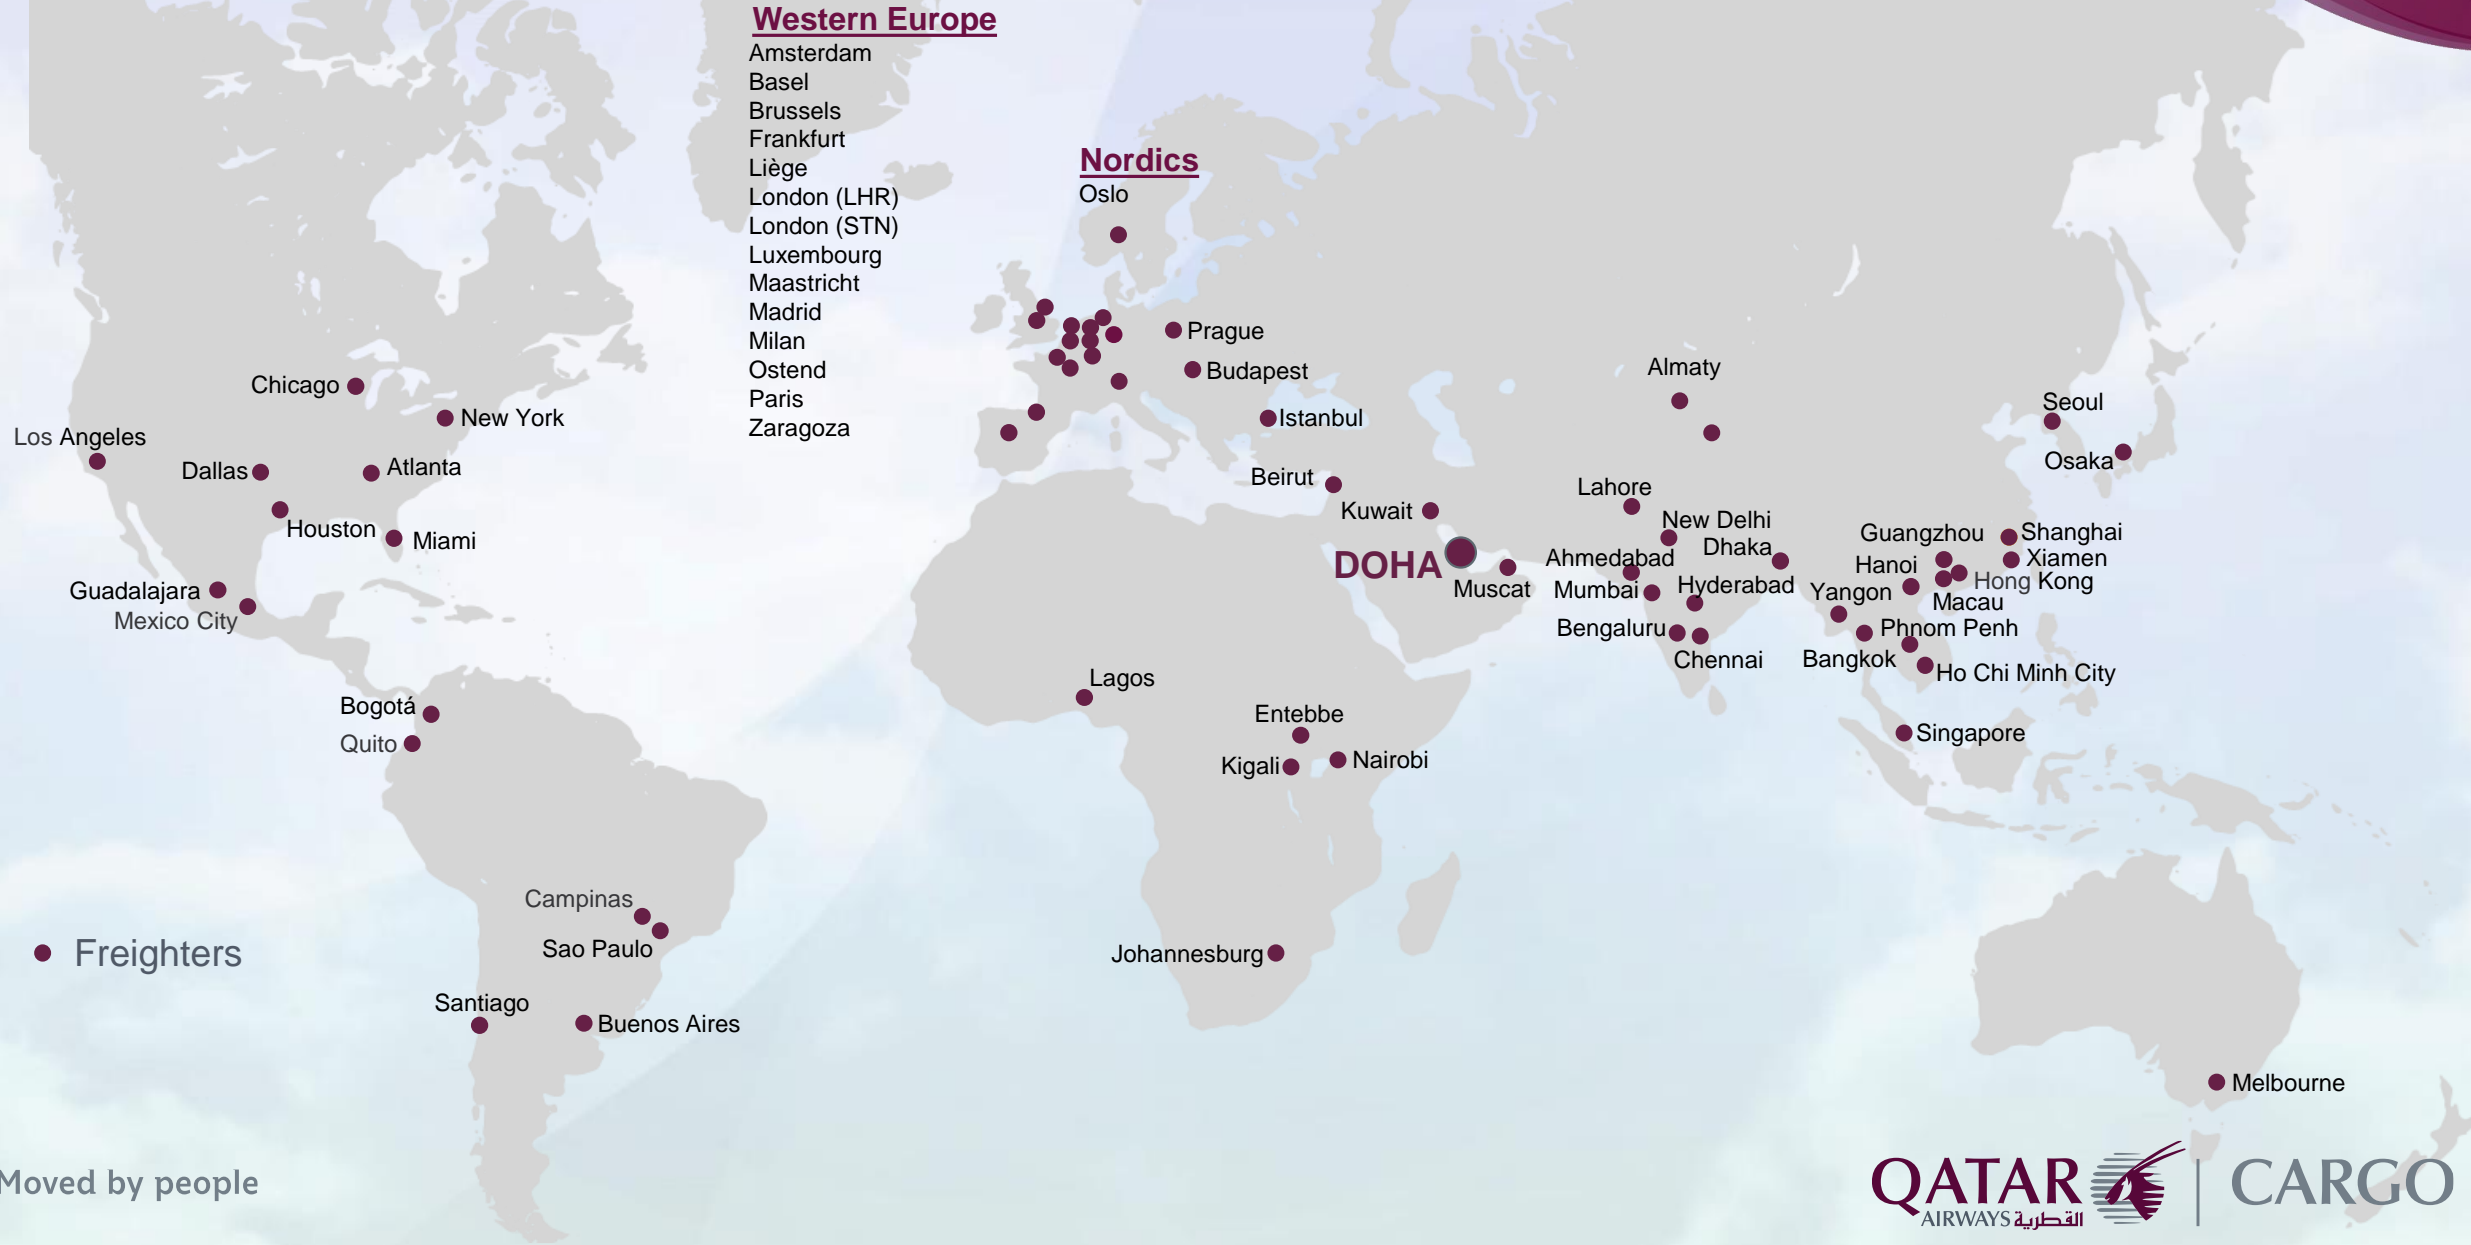 Western Europe
Amsterdam
Basel
Brussels
Frankfurt
Liège
London (LHR)
London (STN)
Luxembourg
Maastricht
Madrid
Milan
Ostend
Paris
Zaragoza
Nordics
Oslo
Prague
Budapest
Istanbul
Chicago
New York
Los Angeles
Dallas
Atlanta
Houston
Miami
Guadalajara
Mexico City
Bogotá
Quito
Campinas
Sao Paulo
Santiago
Buenos Aires
Beirut
Kuwait
DOHA
Muscat
Lagos
Entebbe
Kigali
Nairobi
Johannesburg
Almaty
Lahore
New Delhi
Dhaka
Ahmedabad
Mumbai
Hyderabad
Bengaluru
Chennai
Seoul
Osaka
Guangzhou
Shanghai
Hanoi
Xiamen
Hong Kong
Yangon
Macau
Phnom Penh
Bangkok
Ho Chi Minh City
Singapore
Melbourne
Freighters
Moved by people
QATAR
AIRWAYS القطرية
CARGO